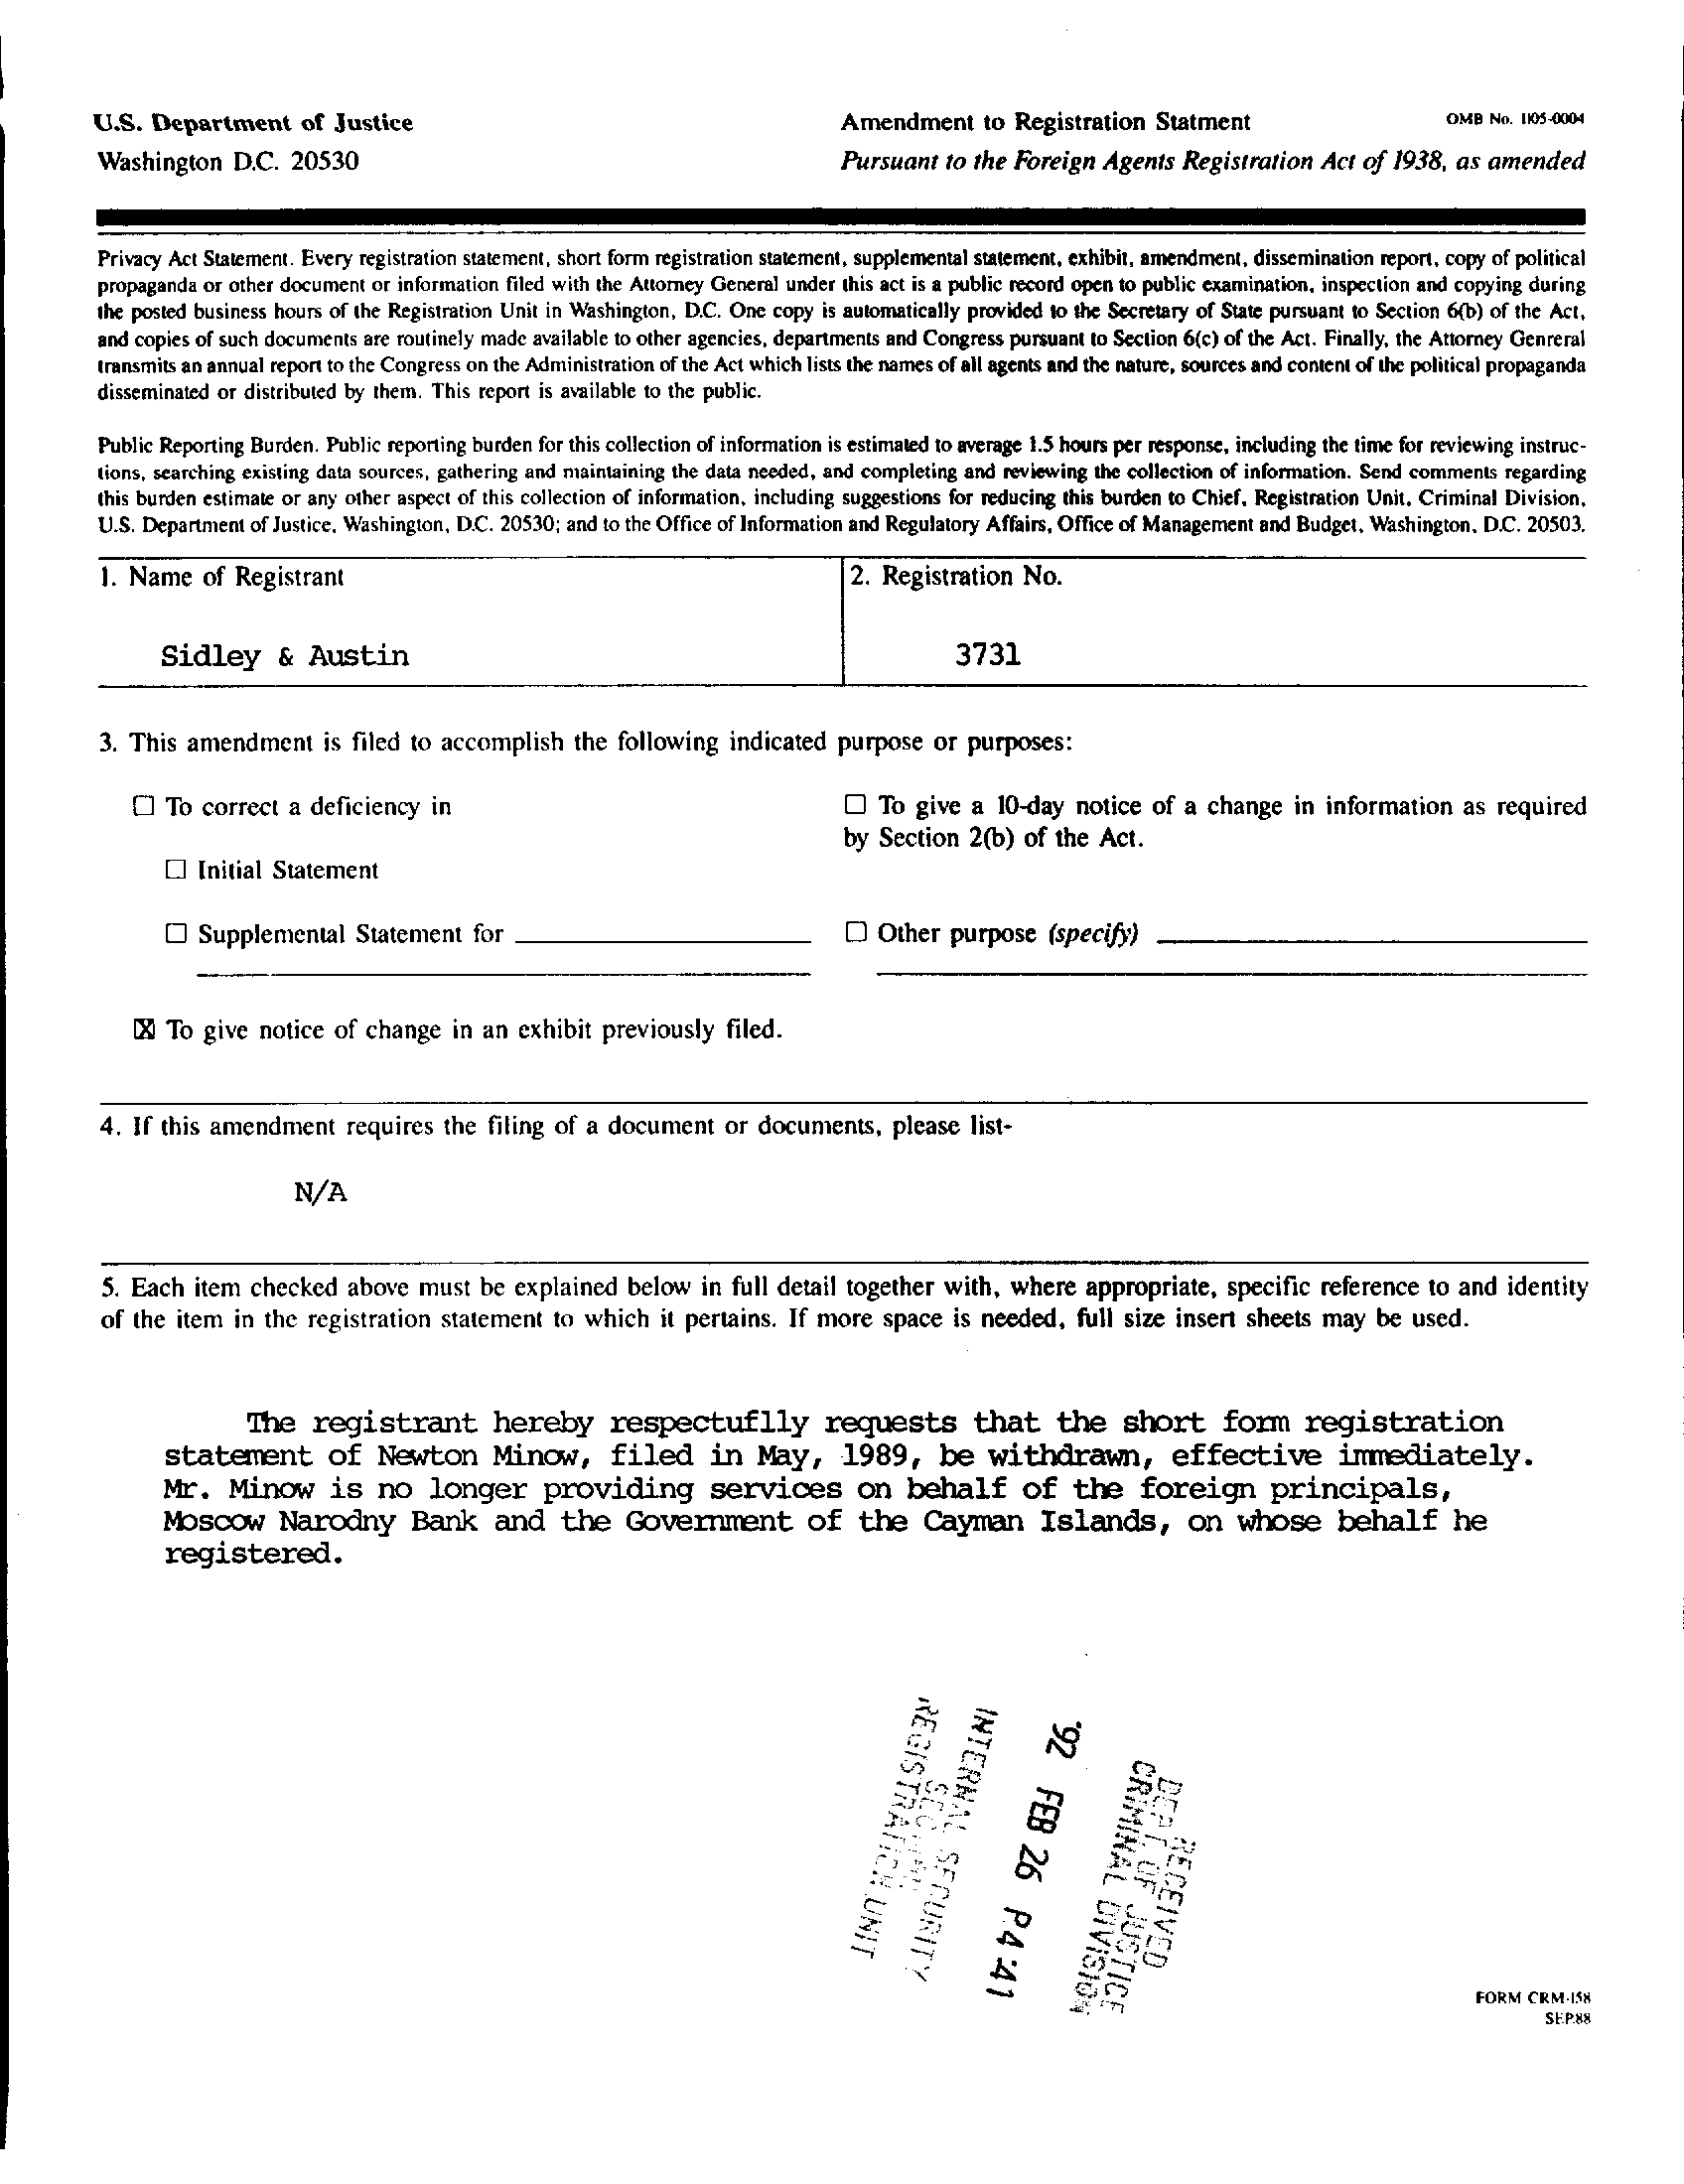 U.S. Department of Justice
Washington D.C. 20530
Amendment to Registration Statment
OMB No. 1105-0004
Pursuant to the Foreign Agents Registration Act of 1938, as amended
Privacy Act Statement. Every registration statement, short form registration statement, supplemental statement, exhibit, amendment, dissemination report, copy of political
propaganda or other document or information filed with the Attorney General under this act is a public record open to public examination, inspection and copying during
the posted business hours of the Registration Unit in Washington, D.C. One copy is automatically provided to the Secretary of State pursuant to Section 6(b) of the Act,
and copies of such documents are routinely made available to other agencies, departments and Congress pursuant to Section 6(c) of the Act. Finally, the Attorney Genreral
transmits an annual report to the Congress on the Administration of the Act which lists the names of all agents and the nature, sources and content of the political propaganda
disseminated or distributed by them. This report is available to the public.
Public Reporting Burden. Public reporting burden for this collection of information is estimated to average 1.5 hours per response, including the time for reviewing instruc-
tions, searching existing data sources, gathering and maintaining the data needed, and completing and reviewing the collection of information. Send comments regarding
this burden estimate or any other aspect of this collection of information, including suggestions for reducing this burden to Chief, Registration Unit, Criminal Division,
U.S. Department of Justice, Washington, D.C. 20530; and to the Office of Information and Regulatory Affairs, Office of Management and Budget, Washington, D.C. 20503.
1. Name of Registrant
Sidley & Austin
2. Registration No.
3731
3. This amendment is filed to accomplish the following indicated purpose or purposes:
☐ To correct a deficiency in
☐ Initial Statement
☐ Supplemental Statement for
☒ To give notice of change in an exhibit previously filed.
☐ To give a 10-day notice of a change in information as required
by Section 2(b) of the Act.
☐ Other purpose (specify)
4. If this amendment requires the filing of a document or documents, please list-
N/A
5. Each item checked above must be explained below in full detail together with, where appropriate, specific reference to and identity
of the item in the registration statement to which it pertains. If more space is needed, full size insert sheets may be used.
The registrant hereby respectuflly requests that the short form registration
statement of Newton Minow, filed in May, 1989, be withdrawn, effective immediately.
Mr. Minow is no longer providing services on behalf of the foreign principals,
Moscow Narodny Bank and the Government of the Cayman Islands, on whose behalf he
registered.
RECEIVED
DEPT OF JUSTICE
CRIMINAL DIVISION
'92 FEB 26 P4:41
INTERNAL SECURITY
SECTION
REGISTRATION UNIT
FORM CRM-158
SEP.88